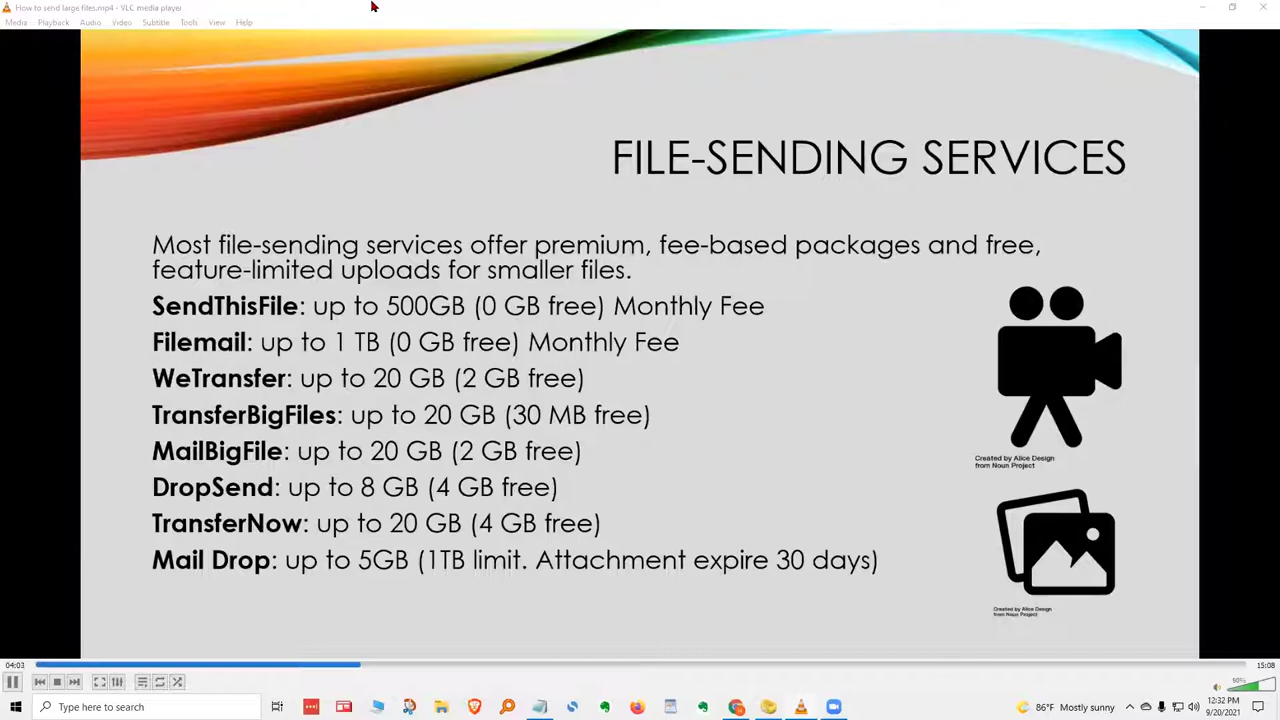 How to send large files.mp4 - VLC media player
Media Playback Audio Video Subtitle Tools View Help
FILE-SENDING SERVICES
Most file-sending services offer premium, fee-based packages and free,
feature-limited uploads for smaller files.
SendThisFile: up to 500GB (0 GB free) Monthly Fee
Filemail: up to 1 TB (0 GB free) Monthly Fee
WeTransfer: up to 20 GB (2 GB free)
TransferBigFiles: up to 20 GB (30 MB free)
MailBigFile: up to 20 GB (2 GB free)
DropSend: up to 8 GB (4 GB free)
TransferNow: up to 20 GB (4 GB free)
Mail Drop: up to 5GB (1TB limit. Attachment expire 30 days)
Created by Alice Design
from Noun Project
Created by Alice Design
from Noun Project
04:03
15:08
90%
Type here to search
86°F Mostly sunny
12:32 PM
9/20/2021